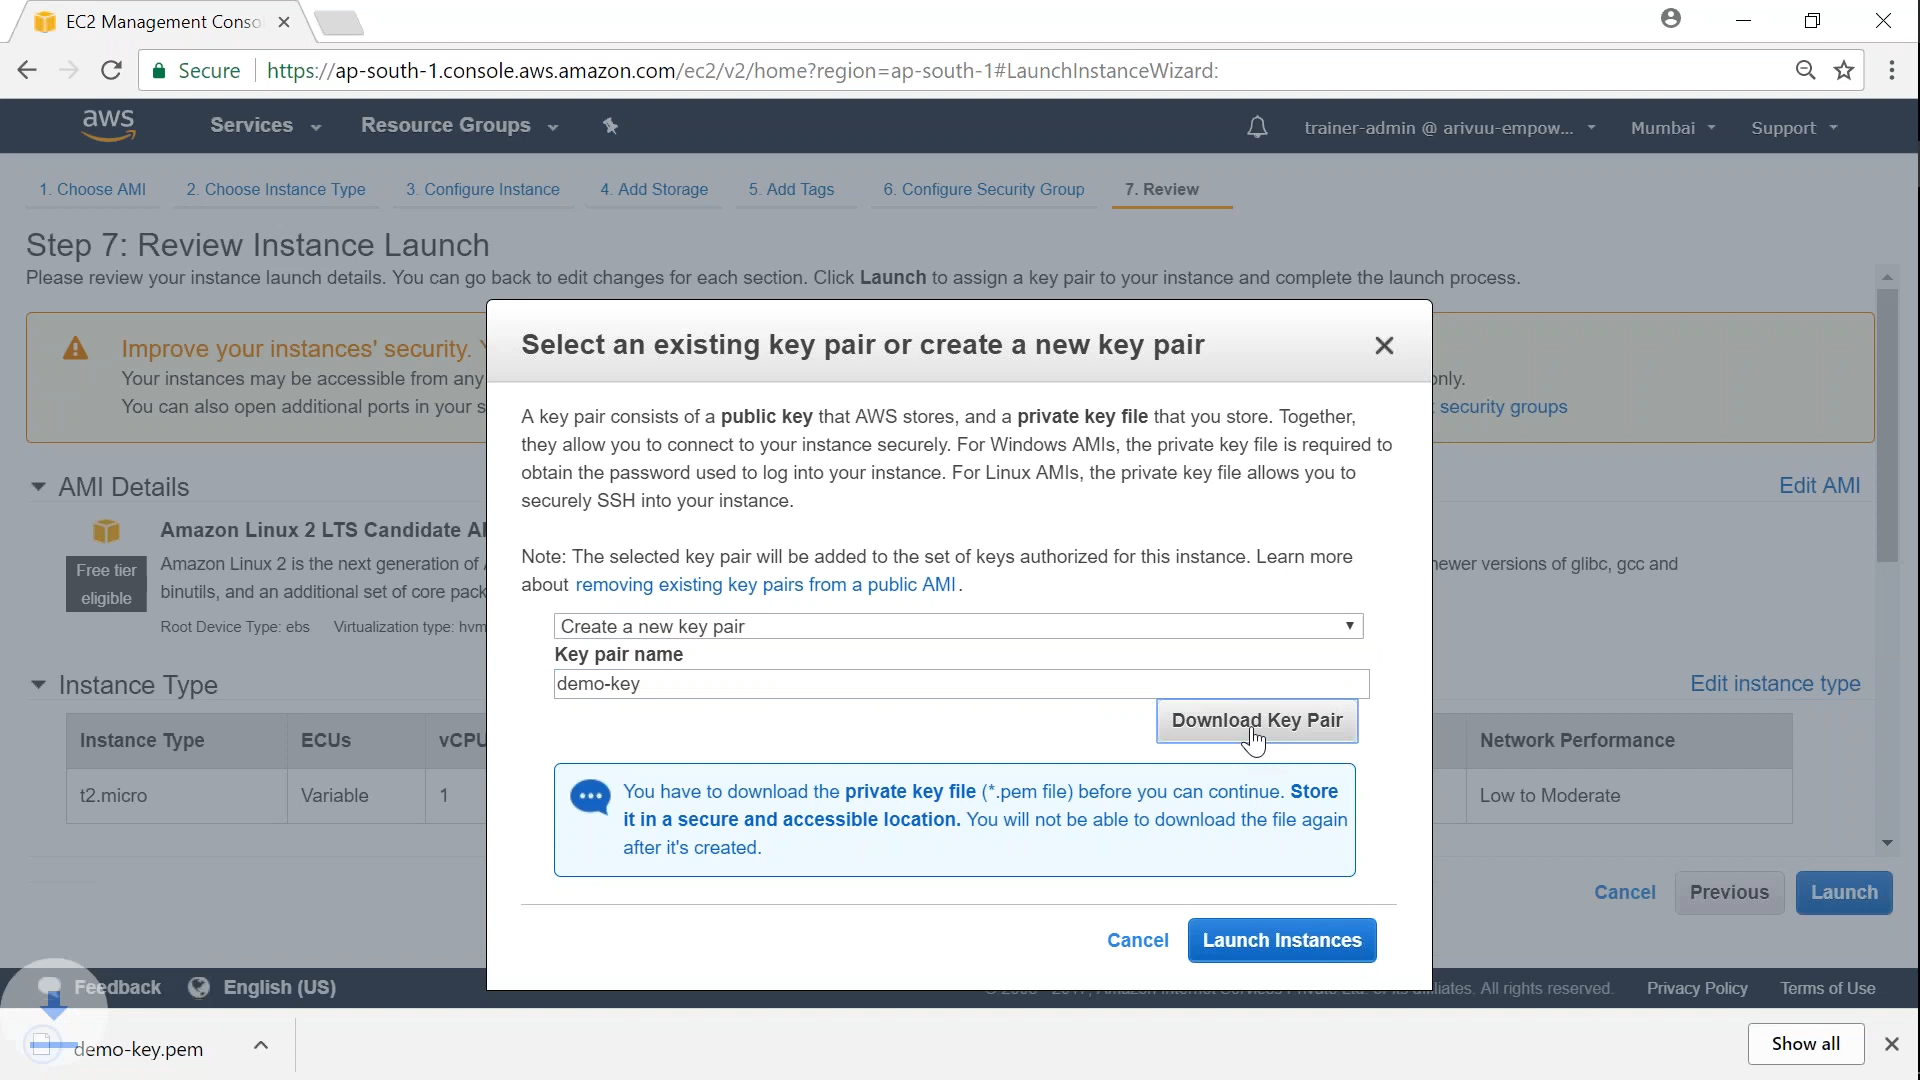 EC2 Management Conso
Secure https://ap-south-1.console.aws.amazon.com/ec2/v2/home?region=ap-south-1#LaunchInstanceWizard:
aws Services Resource Groups trainer-admin @ arivuu-empow... Mumbai Support
1. Choose AMI 2. Choose Instance Type 3. Configure Instance 4. Add Storage 5. Add Tags 6. Configure Security Group 7. Review
Step 7: Review Instance Launch
Please review your instance launch details. You can go back to edit changes for each section. Click Launch to assign a key pair to your instance and complete the launch process.
Improve your instances' security.
Your instances may be accessible from any
only.
You can also open additional ports in your s
security groups
AMI Details
Edit AMI
Amazon Linux 2 LTS Candidate
Free tier
eligible
Amazon Linux 2 is the next generation of
newer versions of glibc, gcc and
binutils, and an additional set of core pack
Root Device Type: ebs Virtualization type: hvm
Instance Type
Edit instance type
Instance Type ECUs vCPU Network Performance
t2.micro Variable 1 Low to Moderate
Cancel Previous Launch
Select an existing key pair or create a new key pair
A key pair consists of a public key that AWS stores, and a private key file that you store. Together,
they allow you to connect to your instance securely. For Windows AMIs, the private key file is required to
obtain the password used to log into your instance. For Linux AMIs, the private key file allows you to
securely SSH into your instance.
Note: The selected key pair will be added to the set of keys authorized for this instance. Learn more
about removing existing key pairs from a public AMI.
Create a new key pair
Key pair name
demo-key
Download Key Pair
You have to download the private key file (*.pem file) before you can continue. Store
it in a secure and accessible location. You will not be able to download the file again
after it's created.
Cancel Launch Instances
Feedback English (US) All rights reserved. Privacy Policy Terms of Use
demo-key.pem
Show all